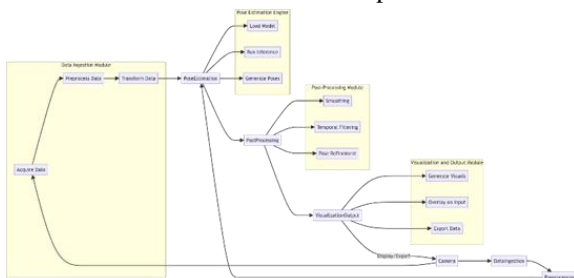 Pose Estimation Engine
Load Model
Run Inference
Generate Poses
Data Ingestion Module
Preprocess Data
Transform Data
PoseEstimation
Acquire Data
Post-Processing Module
Smoothing
Temporal Filtering
Pose Refinement
PostProcessing
Visualization and Output Module
Generate Visuals
Overlay on Input
Export Data
VisualizationOutput
Display/Export
Camera
DataIngestion